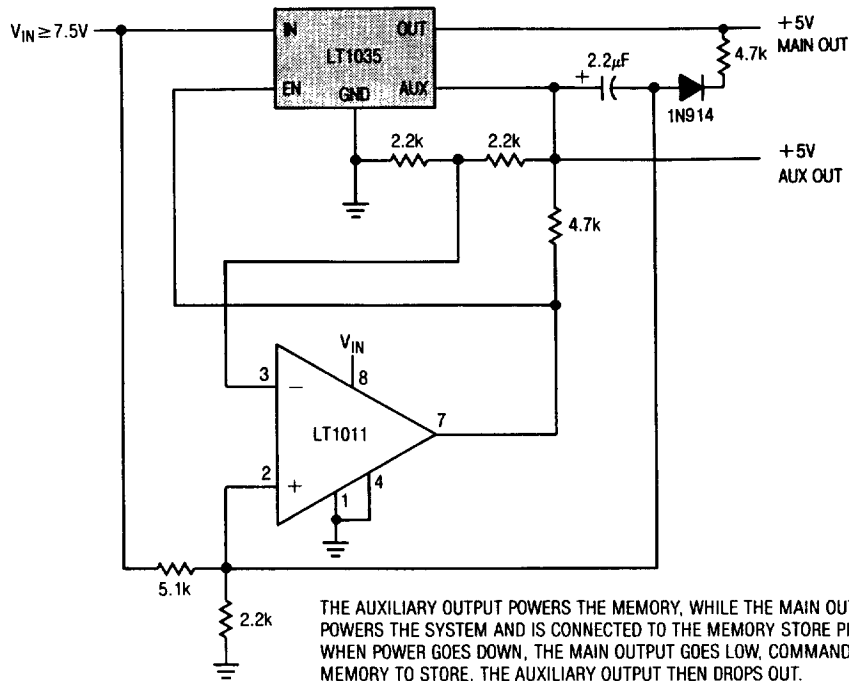 V_IN ≥ 7.5V
IN
OUT
LT1035
EN
GND
AUX
+5V
MAIN OUT
4.7k
2.2μF
+
1N914
2.2k
2.2k
+5V
AUX OUT
4.7k
V_IN
3
−
8
7
LT1011
2
+
1
4
5.1k
2.2k
THE AUXILIARY OUTPUT POWERS THE MEMORY, WHILE THE MAIN
POWERS THE SYSTEM AND IS CONNECTED TO THE MEMORY STORE
WHEN POWER GOES DOWN, THE MAIN OUTPUT GOES LOW,
MEMORY TO STORE. THE AUXILIARY OUTPUT THEN DROPS OUT.